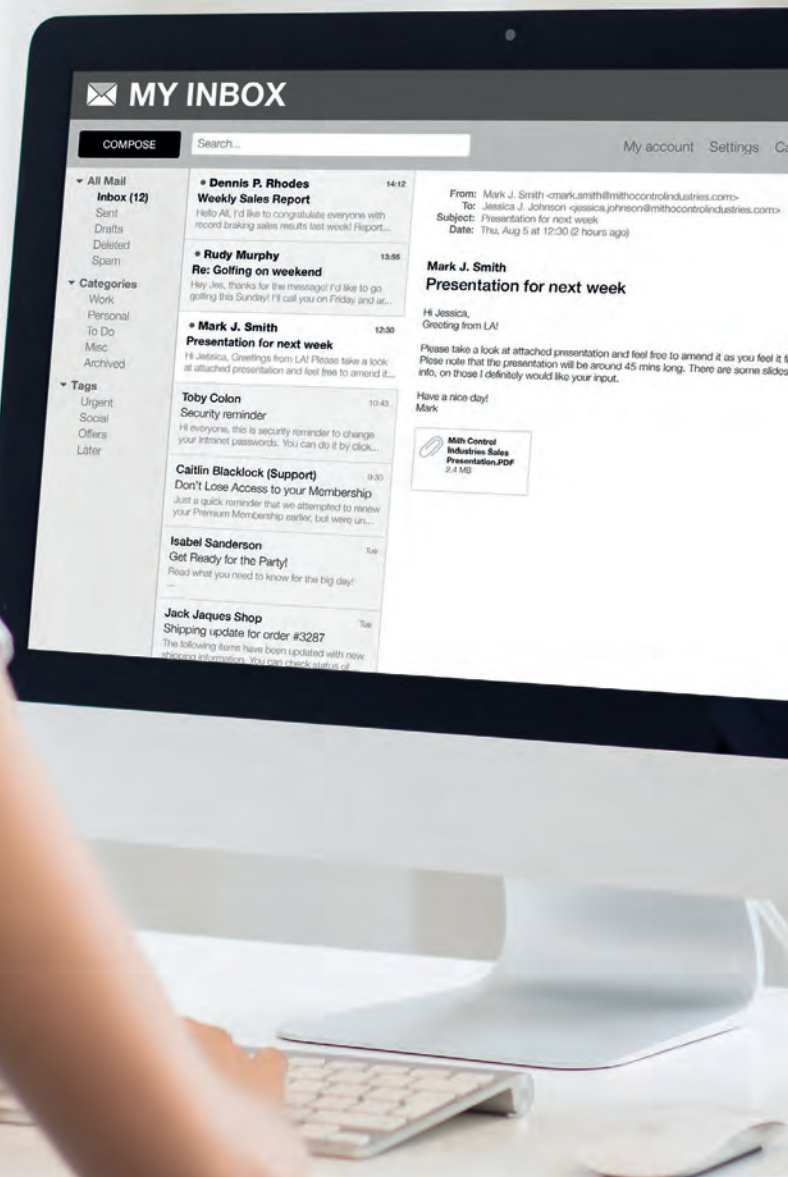 MY INBOX
COMPOSE
Search...
My account Settings
All Mail
Inbox (12)
Sent
Drafts
Deleted
Spam
Categories
Work
Personal
To Do
Misc
Archived
Tags
Urgent
Social
Offers
Later
• Dennis P. Rhodes 14:12
Weekly Sales Report
Hello All, I'd like to congratulate everyone with
record braking sales results last week! Report...
• Rudy Murphy 13:55
Re: Golfing on weekend
Hey Jes, thanks for the message! I'd like to go
golfing this Sunday! I'll call you on Friday and ar...
• Mark J. Smith 12:30
Presentation for next week
Hi Jessica, Greetings from LA! Please take a look
at attached presentation and feel free to amend it...
Toby Colon 10:43
Security reminder
Hi everyone, this is security reminder to change
your Intranet passwords. You can do it by click...
Caitlin Blacklock (Support) 9:30
Don't Lose Access to your Membership
Just a quick reminder that we attempted to renew
your Premium Membership earlier, but were un...
Isabel Sanderson Tue
Get Ready for the Party!
Read what you need to know for the big day!
...
Jack Jaques Shop Tue
Shipping update for order #3287
The following items have been updated with new
shipping information. You can check status of
From: Mark J. Smith <mark.smith@mithocontrolindustries.com>
To: Jessica J. Johnson <jessica.johnson@mithocontrolindustries.com>
Subject: Presentation for next week
Date: Thu, Aug 5 at 12:30 (2 hours ago)
Mark J. Smith
Presentation for next week
Hi Jessica,
Greeting from LA!
Please take a look at attached presentation and feel free to amend it as you feel it
Plese note that the presentation will be around 45 mins long. There are some slides
info, on those I definitely would like your input.
Have a nice day!
Mark
Mith Control
Industries Sales
Presentation.PDF
2.4 MB